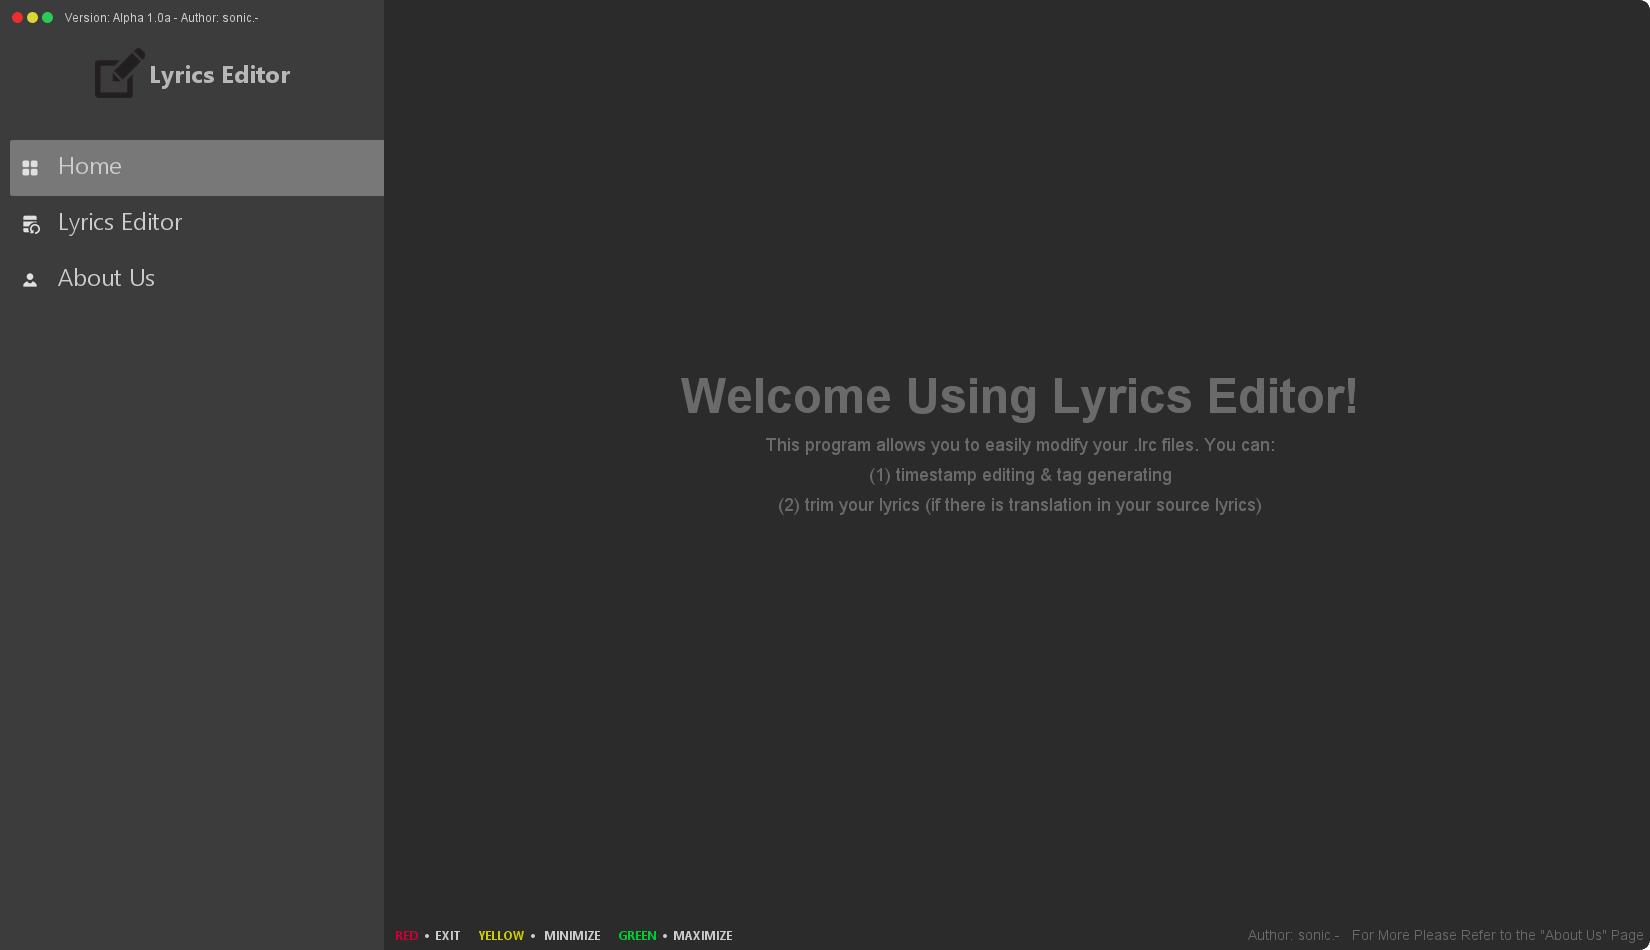 Version: Alpha 1.0a - Author: sonic.-
Lyrics Editor
Home
Lyrics Editor
About Us
Welcome Using Lyrics Editor!
This program allows you to easily modify your .lrc files. You can:
(1) timestamp editing & tag generating
(2) trim your lyrics (if there is translation in your source lyrics)
RED • EXIT YELLOW • MINIMIZE GREEN • MAXIMIZE
Author: sonic.- For More Please Refer to the "About Us" Page